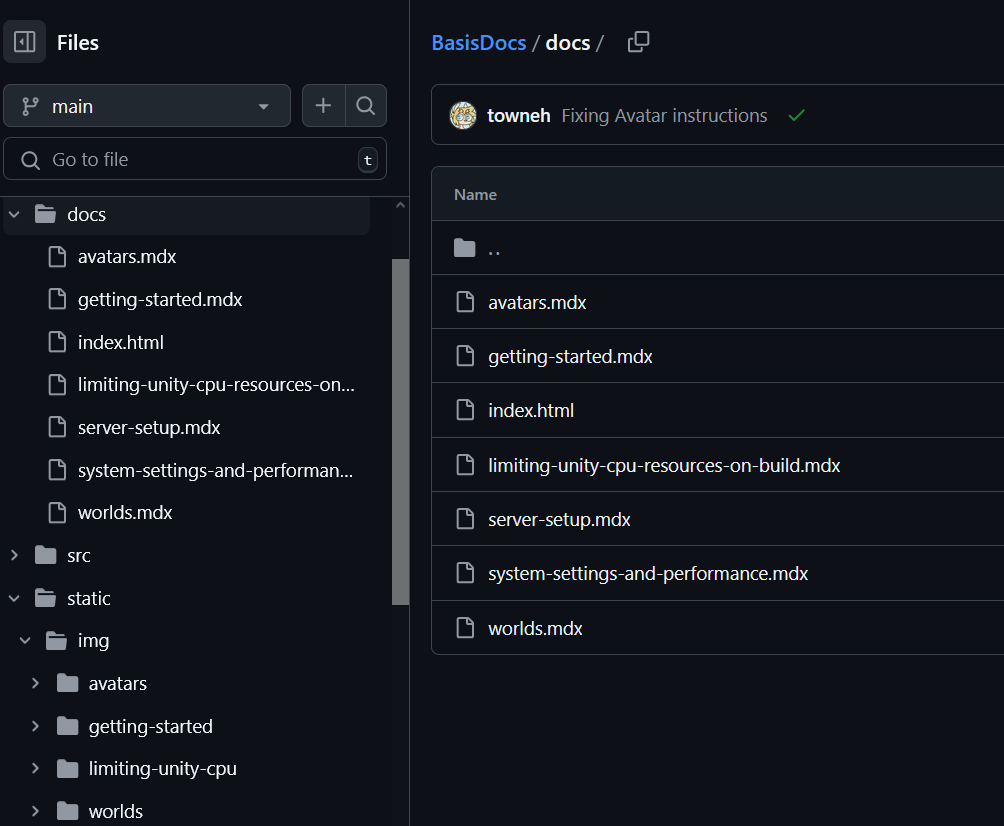 Files
main
Go to file
t
docs
avatars.mdx
getting-started.mdx
index.html
limiting-unity-cpu-resources-on...
server-setup.mdx
system-settings-and-performan...
worlds.mdx
src
static
img
avatars
getting-started
limiting-unity-cpu
worlds
BasisDocs / docs /
towneh Fixing Avatar instructions
Name
..
avatars.mdx
getting-started.mdx
index.html
limiting-unity-cpu-resources-on-build.mdx
server-setup.mdx
system-settings-and-performance.mdx
worlds.mdx